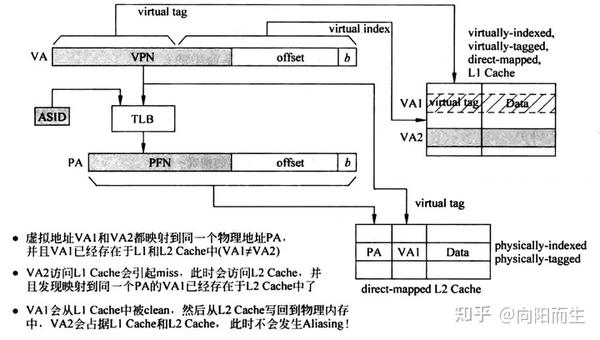 virtual tag
virtual index
virtually-indexed,
virtually-tagged,
direct-mapped,
L1 Cache
VA VPN offset b
VA1 virtual tag Data
VA2
ASID
TLB
PA PFN offset b
virtual tag
PA VA1 Data
physically-indexed
physically-tagged
direct-mapped L2 Cache
• 虚拟地址VA1和VA2都映射到同一个物理地址PA,
并且VA1已经存在于L1和L2 Cache中(VA1≠VA2)
• VA2访问L1 Cache会引起miss，此时会访问L2 Cache，并
且发现映射到同一个PA的VA1已经存在于L2 Cache中了
• VA1会从L1 Cache中被clean，然后从L2 Cache写回到物理内存
中，VA2会占据L1 Cache和L2 Cache，此时不会发生Aliasing！
知乎 @向阳而生